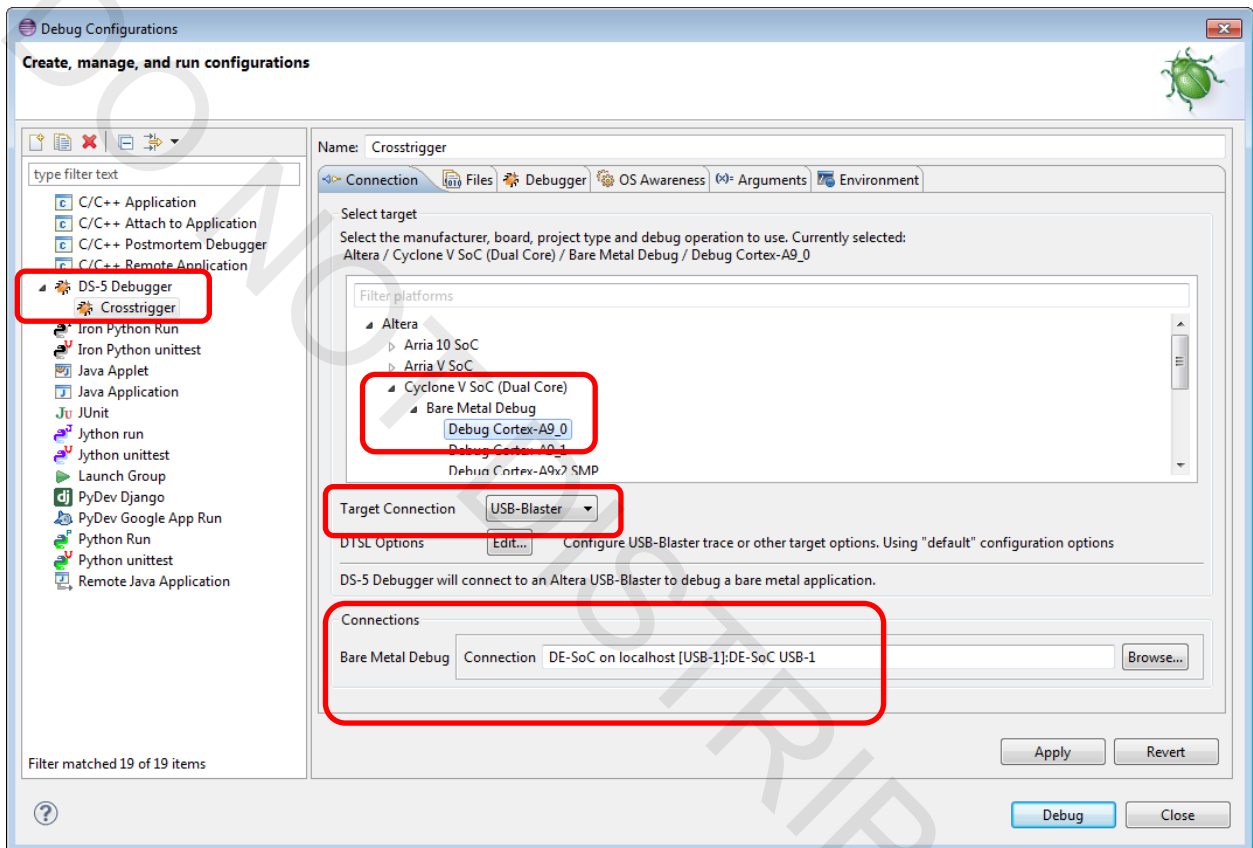 Debug Configurations
Create, manage, and run configurations
type filter text
C/C++ Application
C/C++ Attach to Application
C/C++ Postmortem Debugger
C/C++ Remote Application
DS-5 Debugger
Crosstrigger
Iron Python Run
Iron Python unittest
Java Applet
Java Application
Ju JUnit
Jython run
Jython unittest
Launch Group
dj PyDev Django
PyDev Google App Run
Python Run
Python unittest
Remote Java Application
Filter matched 19 of 19 items
Name: Crosstrigger
Connection Files Debugger OS Awareness (x)= Arguments Environment
Select target
Select the manufacturer, board, project type and debug operation to use. Currently selected:
Altera / Cyclone V SoC (Dual Core) / Bare Metal Debug / Debug Cortex-A9_0
Filter platforms
Altera
Arria 10 SoC
Arria V SoC
Cyclone V SoC (Dual Core)
Bare Metal Debug
Debug Cortex-A9_0
Debug Cortex-A9_1
Debug Cortex-A9x2 SMP
Target Connection USB-Blaster
DTSL Options Edit... Configure USB-Blaster trace or other target options. Using "default" configuration options
DS-5 Debugger will connect to an Altera USB-Blaster to debug a bare metal application.
Connections
Bare Metal Debug Connection DE-SoC on localhost [USB-1]:DE-SoC USB-1 Browse...
Apply Revert
Debug Close
DO NOT DISTRIB